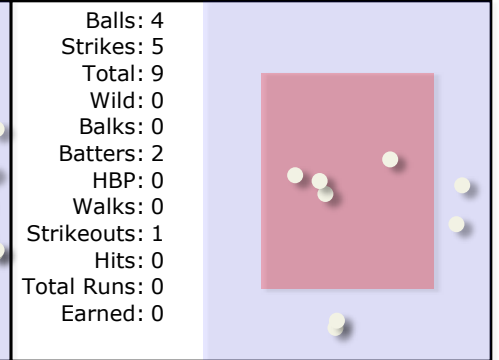 Balls: 4
Strikes: 5
Total: 9
Wild: 0
Balks: 0
Batters: 2
HBP: 0
Walks: 0
Strikeouts: 1
Hits: 0
Total Runs: 0
Earned: 0